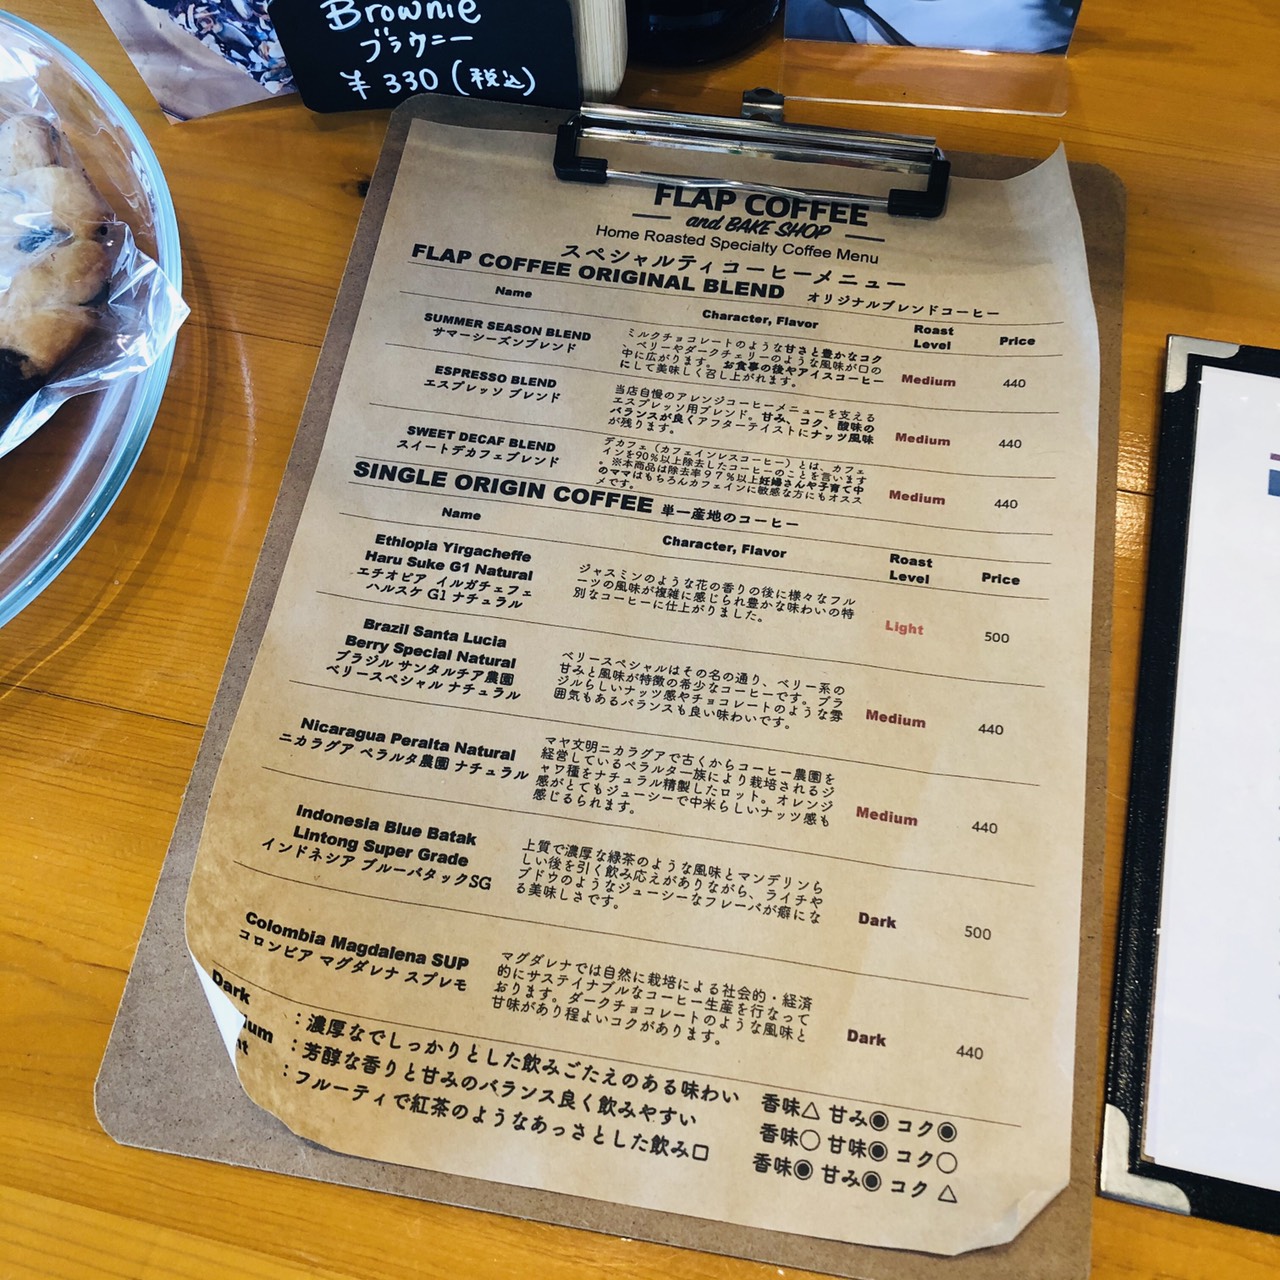 Brownie
ブラウニー
¥330(税込)
FLAP COFFEE
and BAKE SHOP
Home Roasted Specialty Coffee Menu
スペシャルティコーヒーメニュー
FLAP COFFEE ORIGINAL BLEND オリジナルブレンドコーヒー
Name Character, Flavor Roast Level Price
SUMMER SEASON BLEND
サマーシーズンブレンド
ミルクチョコレートのような甘さと豊かなコク
、ベリーやダークチェリーのような風味が口の
中に広がります。お食事の後やアイスコーヒー
にして美味しく召し上がれます。
Medium 440
ESPRESSO BLEND
エスプレッソ ブレンド
当店自慢のアレンジコーヒーメニューを支える
エスプレッソ用ブレンド。甘み、コク、酸味の
バランスが良くアフターテイストにナッツ風味
が残ります。
Medium 440
SWEET DECAF BLEND
スイートデカフェブレンド
デカフェ(カフェインレスコーヒー)とは、カフェ
インを90%以上除去したコーヒーのことを言います
。※本商品は除去率97%以上妊婦さんや子育て中
のママはもちろんカフェインに敏感な方にもオスス
メです。
Medium 440
SINGLE ORIGIN COFFEE 単一産地のコーヒー
Name Character, Flavor Roast Level Price
Ethiopia Yirgacheffe
Haru Suke G1 Natural
エチオピア イルガチェフェ
ハルスケ G1 ナチュラル
ジャスミンのような花の香りの後に様々なフル
ーツの風味が複雑に感じられ豊かな味わいの特
別なコーヒーに仕上がりました。
Light 500
Brazil Santa Lucia
Berry Special Natural
ブラジル サンタルチア農園
ベリースペシャル ナチュラル
ベリースペシャルはその名の通り、ベリー系の
甘みと風味が特徴の希少なコーヒーです。ブラ
ジルらしいナッツ感やチョコレートのような雰
囲気もあるバランスも良い味わいです。
Medium 440
Nicaragua Peralta Natural
ニカラグア ペラルタ農園 ナチュラル
マヤ文明ニカラグアで古くからコーヒー農園を
経営しているペラルタ一族により栽培されるジ
ャワ種をナチュラル精製したロット。オレンジ
感がとてもジューシーで中米らしいナッツ感も
感じるられます。
Medium 440
Indonesia Blue Batak
Lintong Super Grade
インドネシア ブルーバタックSG
上質で濃厚な緑茶のような風味とマンデリンら
しい後を引く飲み応えがありながら、ライチや
ブドウのようなジューシーなフレーバが癖にな
る美味しさです。
Dark 500
Colombia Magdalena SUP
コロンビア マグダレナ スプレモ
マグダレナでは自然に栽培による社会的・経済
的にサステイナブルなコーヒー生産を行なって
おります。ダークチョコレートのような風味と
甘味があり程よいコクがあります。
Dark 440
Dark :濃厚なでしっかりとした飲みごたえのある味わい 香味△ 甘み◉ コク◉
dium :芳醇な香りと甘みのバランス良く飲みやすい 香味○ 甘味◉ コク○
ht :フルーティで紅茶のようなあっさとした飲み口 香味◉ 甘み◉ コク △